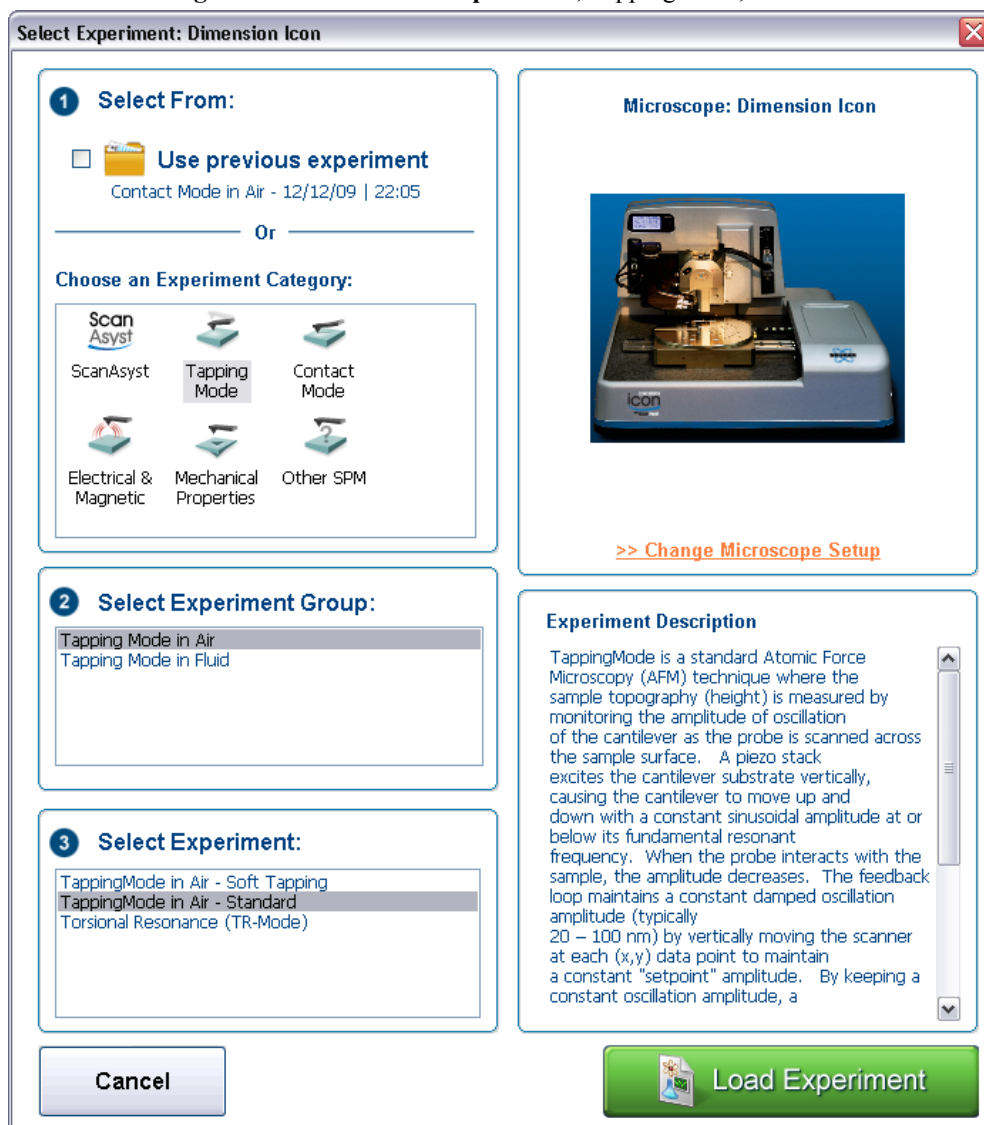 Select Experiment: Dimension Icon
1 Select From:
Use previous experiment
Contact Mode in Air - 12/12/09 | 22:05
Or
Choose an Experiment Category:
Scan
Asyst
ScanAsyst
Tapping
Mode
Contact
Mode
Electrical &
Magnetic
Mechanical
Properties
?
Other SPM
2 Select Experiment Group:
Tapping Mode in Air
Tapping Mode in Fluid
3 Select Experiment:
TappingMode in Air - Soft Tapping
TappingMode in Air - Standard
Torsional Resonance (TR-Mode)
Cancel
Microscope: Dimension Icon
icon
>> Change Microscope Setup
Experiment Description
TappingMode is a standard Atomic Force
Microscopy (AFM) technique where the
sample topography (height) is measured by
monitoring the amplitude of oscillation
of the cantilever as the probe is scanned across
the sample surface. A piezo stack
excites the cantilever substrate vertically,
causing the cantilever to move up and
down with a constant sinusoidal amplitude at or
below its fundamental resonant
frequency. When the probe interacts with the
sample, the amplitude decreases. The feedback
loop maintains a constant damped oscillation
amplitude (typically
20 – 100 nm) by vertically moving the scanner
at each (x,y) data point to maintain
a constant "setpoint" amplitude. By keeping a
constant oscillation amplitude, a
Load Experiment